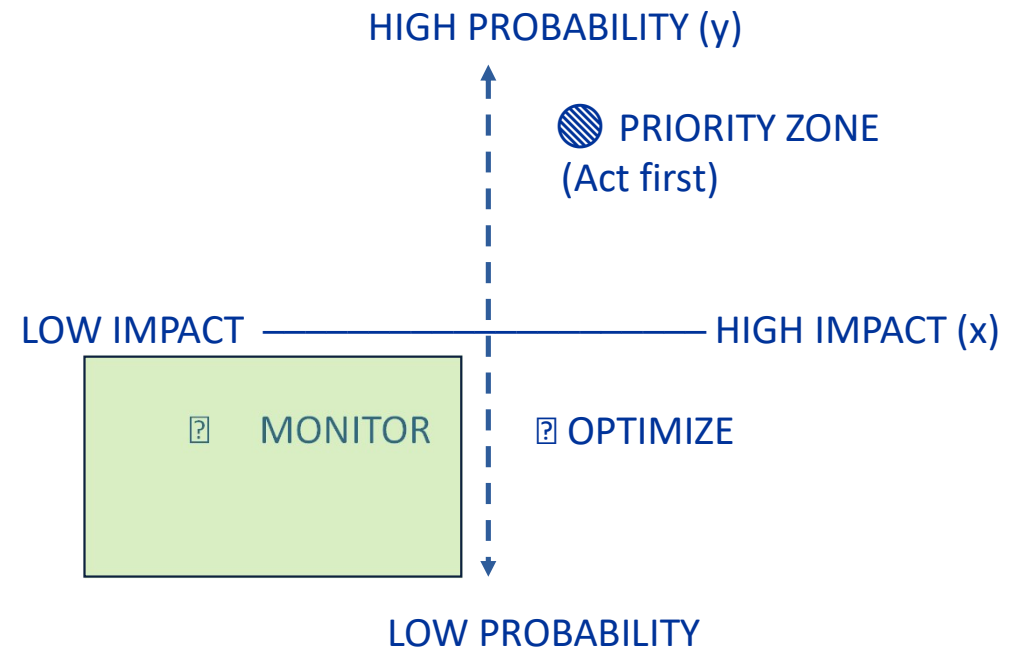 HIGH PROBABILITY (y)
PRIORITY ZONE
(Act first)
LOW IMPACT
HIGH IMPACT (x)
MONITOR
OPTIMIZE
LOW PROBABILITY